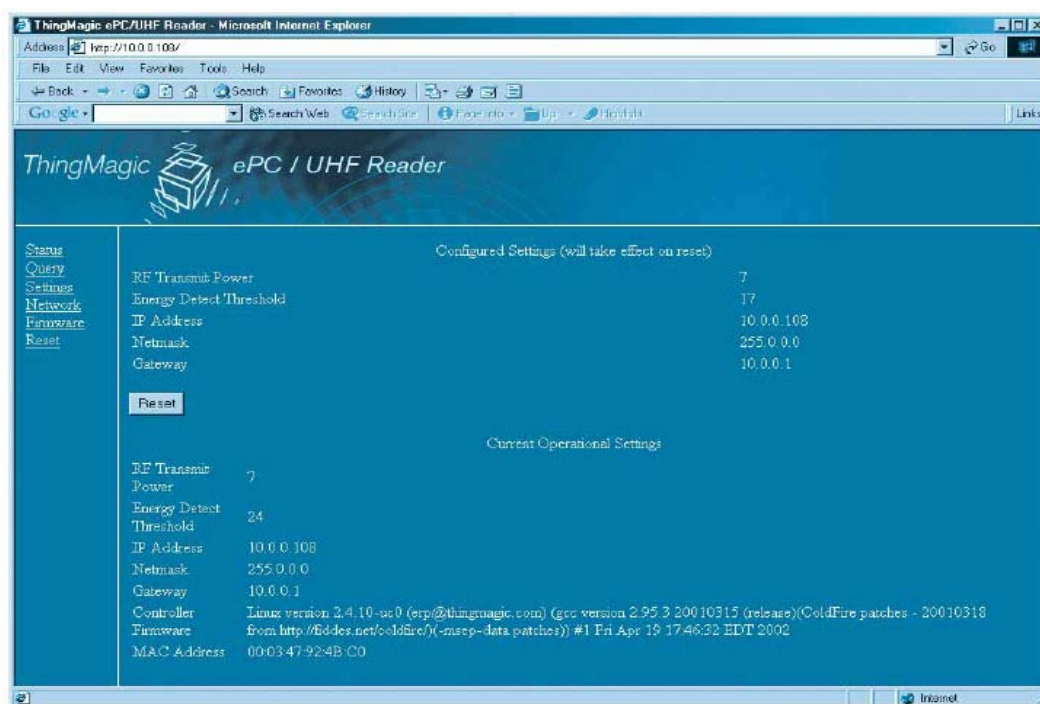 ThingMagic ePC/UHF Reader - Microsoft Internet Explorer
Address http://10.0.0.108/ Go
File Edit View Favorites Tools Help
Back Search Favorites History
Google Search Web Search Site Page Info Up Highlight Links
ThingMagic ePC / UHF Reader
Status
Query
Settings
Network
Firmware
Reset
Configured Settings (will take effect on reset)
RF Transmit Power 7
Energy Detect Threshold 17
IP Address 10.0.0.108
Netmask 255.0.0.0
Gateway 10.0.0.1
Reset
Current Operational Settings
RF Transmit
Power 7
Energy Detect
Threshold 24
IP Address 10.0.0.108
Netmask 255.0.0.0
Gateway 10.0.0.1
Controller Linux version 2.4.10-uc0 (erp@thingmagic.com) (gcc version 2.95.3 20010315 (release)(ColdFire patches - 20010318
Firmware from http://fiddes.net/coldfire/)(-msep-data patches)) #1 Fri Apr 19 17:46:32 EDT 2002
MAC Address 00:03:47:92:4B:C0
Internet